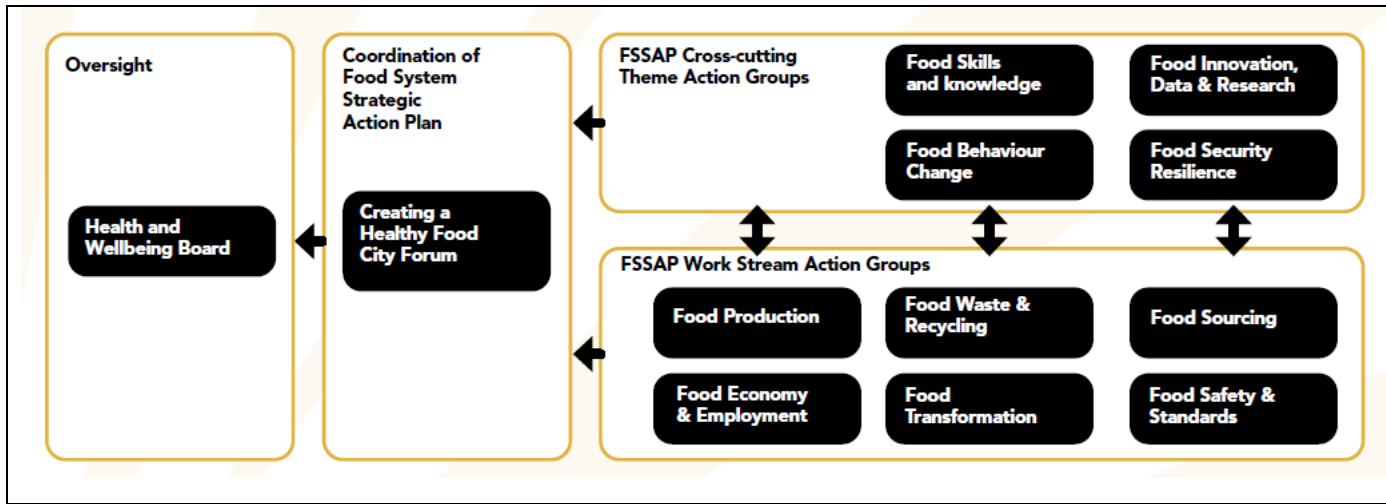 Oversight
Health and
Wellbeing Board
Coordination of
Food System
Strategic
Action Plan
Creating a
Healthy Food
City Forum
FSSAP Cross-cutting
Theme Action Groups
Food Skills
and knowledge
Food Innovation,
Data & Research
Food Behaviour
Change
Food Security
Resilience
FSSAP Work Stream Action Groups
Food Production
Food Waste &
Recycling
Food Sourcing
Food Economy
& Employment
Food
Transformation
Food Safety &
Standards